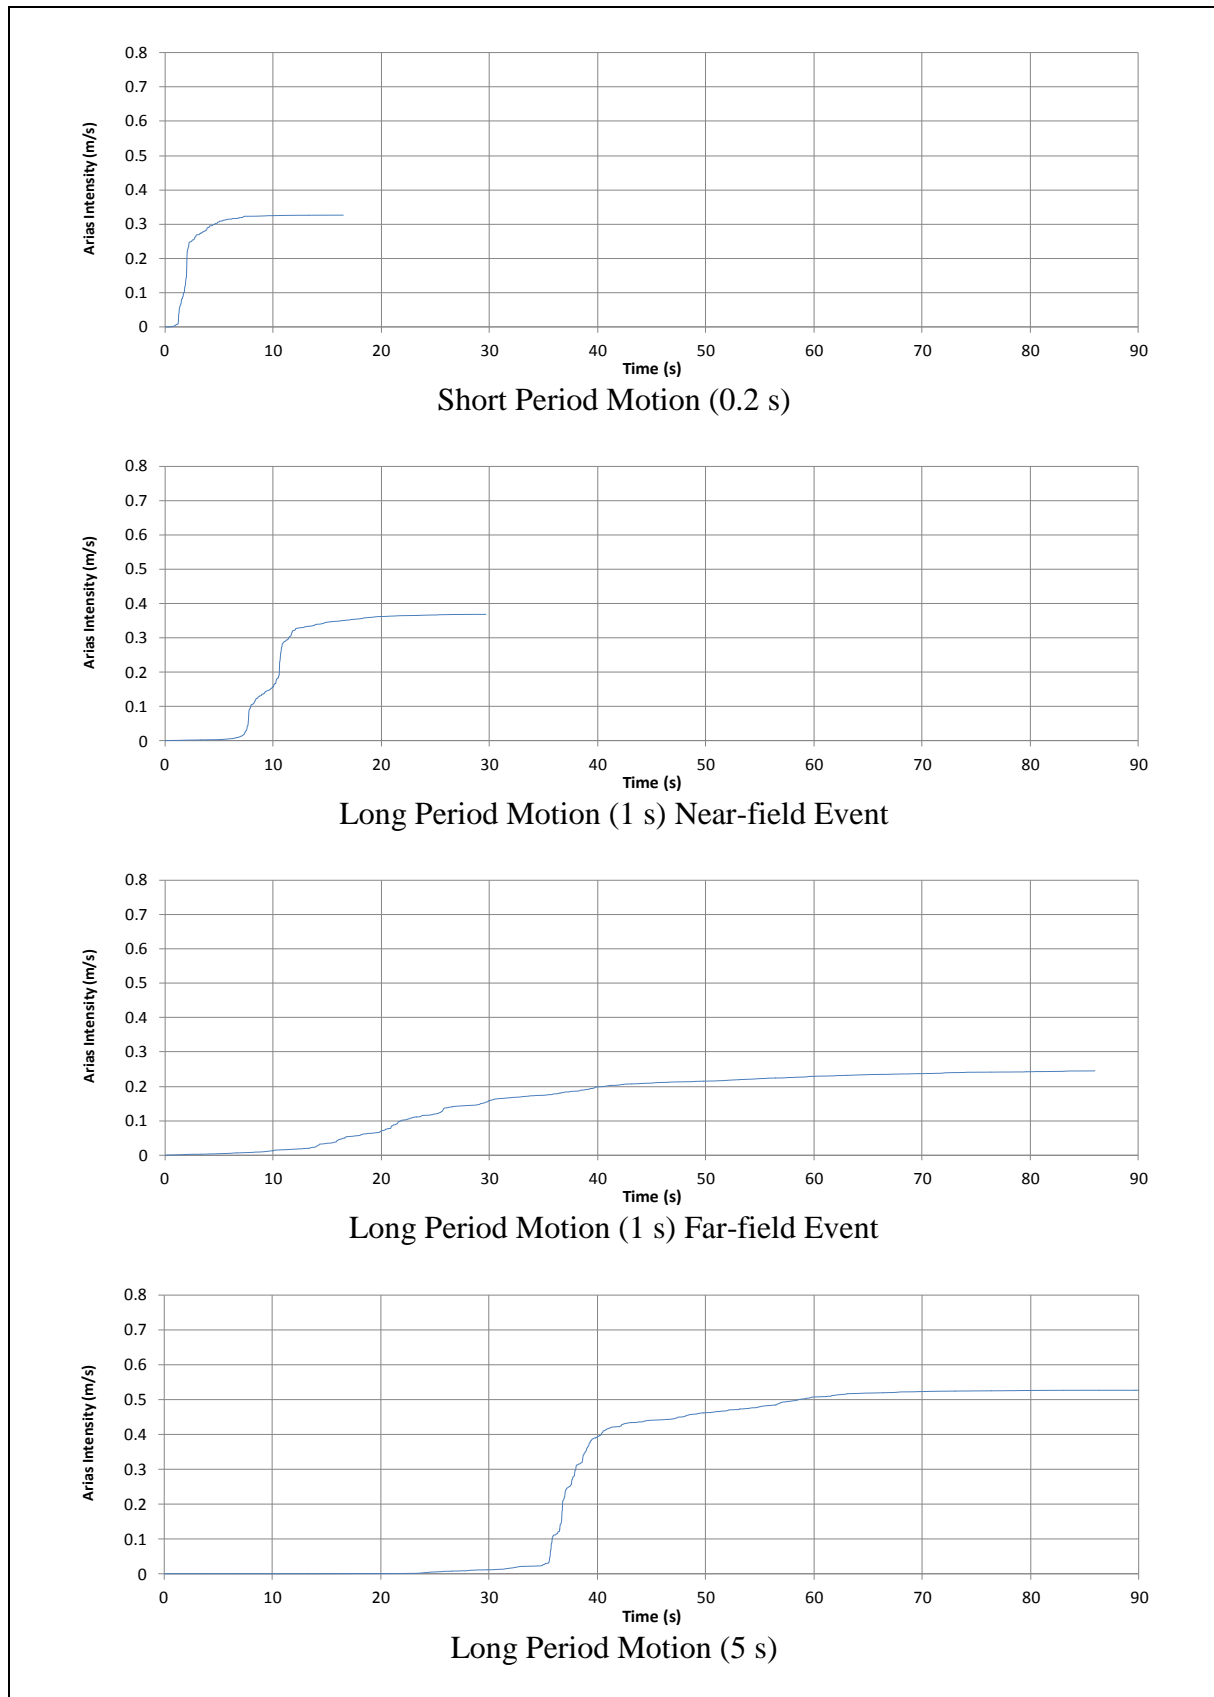 0.8
0.7
0.6
0.5
0.4
0.3
0.2
0.1
0
Arias Intensity (m/s)
0 10 20 30 40 50 60 70 80 90
Time (s)
Short Period Motion (0.2 s)
0.8
0.7
0.6
0.5
0.4
0.3
0.2
0.1
0
Arias Intensity (m/s)
0 10 20 30 40 50 60 70 80 90
Time (s)
Long Period Motion (1 s) Near-field Event
0.8
0.7
0.6
0.5
0.4
0.3
0.2
0.1
0
Arias Intensity (m/s)
0 10 20 30 40 50 60 70 80 90
Time (s)
Long Period Motion (1 s) Far-field Event
0.8
0.7
0.6
0.5
0.4
0.3
0.2
0.1
0
Arias Intensity (m/s)
0 10 20 30 40 50 60 70 80 90
Time (s)
Long Period Motion (5 s)